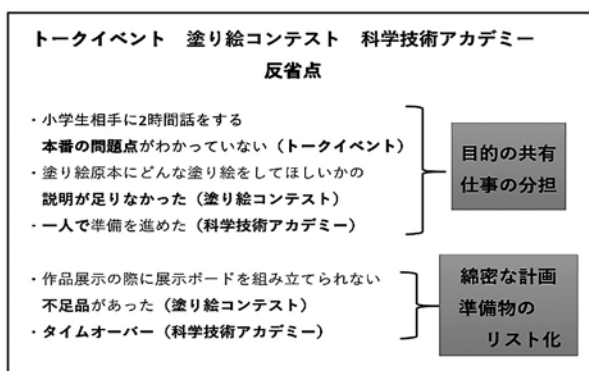 トークイベント 塗り絵コンテスト 科学技術アカデミー
反省点
・小学生相手に2時間話をする
本番の問題点がわかっていない（トークイベント）
・塗り絵原本にどんな塗り絵をしてほしいかの
説明が足りなかった（塗り絵コンテスト）
・一人で準備を進めた（科学技術アカデミー）
目的の共有
仕事の分担
・作品展示の際に展示ボードを組み立てられない
不足品があった（塗り絵コンテスト）
・タイムオーバー（科学技術アカデミー）
綿密な計画
準備物の
リスト化